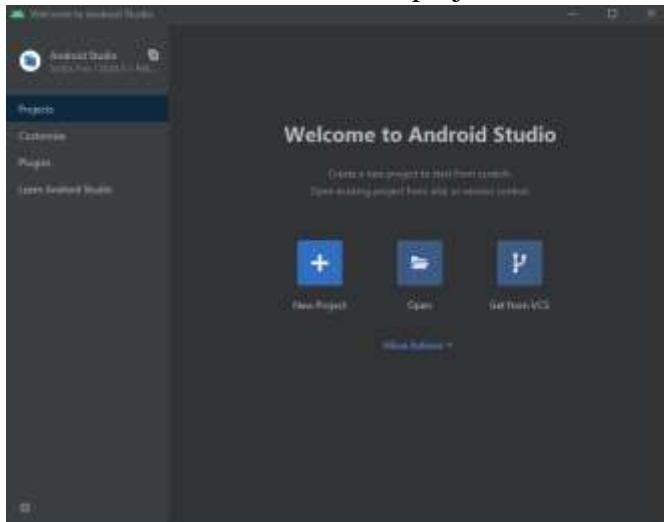 Welcome to Android Studio
Android Studio
Projects
Customize
Plugins
Learn Android Studio
Welcome to Android Studio
Create a new project to start from scratch.
Open existing project from disk or version control.
New Project
Open
Get from VCS
More Actions